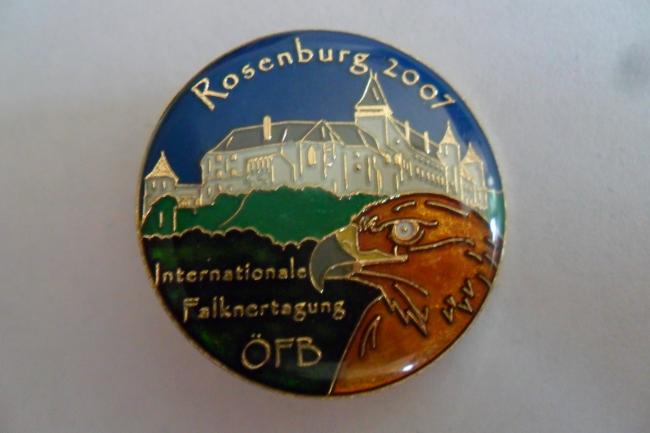 Rosenburg 2007
Internationale
Falknertagung
ÖFB